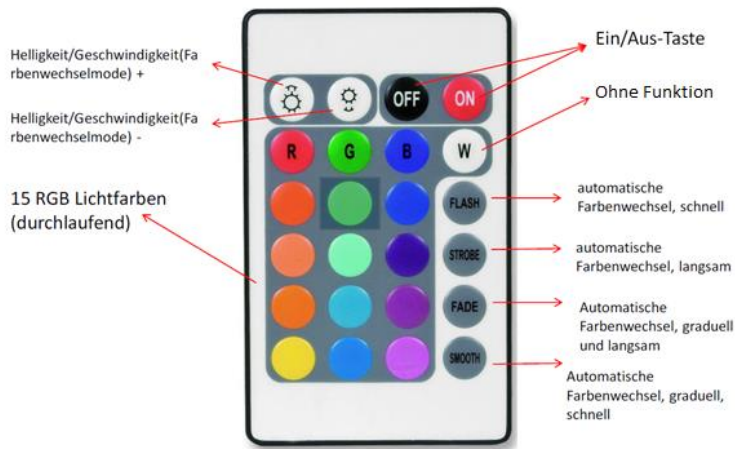 Helligkeit/Geschwindigkeit(Fa
rbenwechselmode) +
Helligkeit/Geschwindigkeit(Fa
rbenwechselmode) -
15 RGB Lichtfarben
(durchlaufend)
OFF
ON
R
G
B
W
FLASH
STROBE
FADE
SMOOTH
Ein/Aus-Taste
Ohne Funktion
automatische
Farbenwechsel, schnell
automatische
Farbenwechsel, langsam
Automatische
Farbenwechsel, graduell
und langsam
Automatische
Farbenwechsel, graduell,
schnell